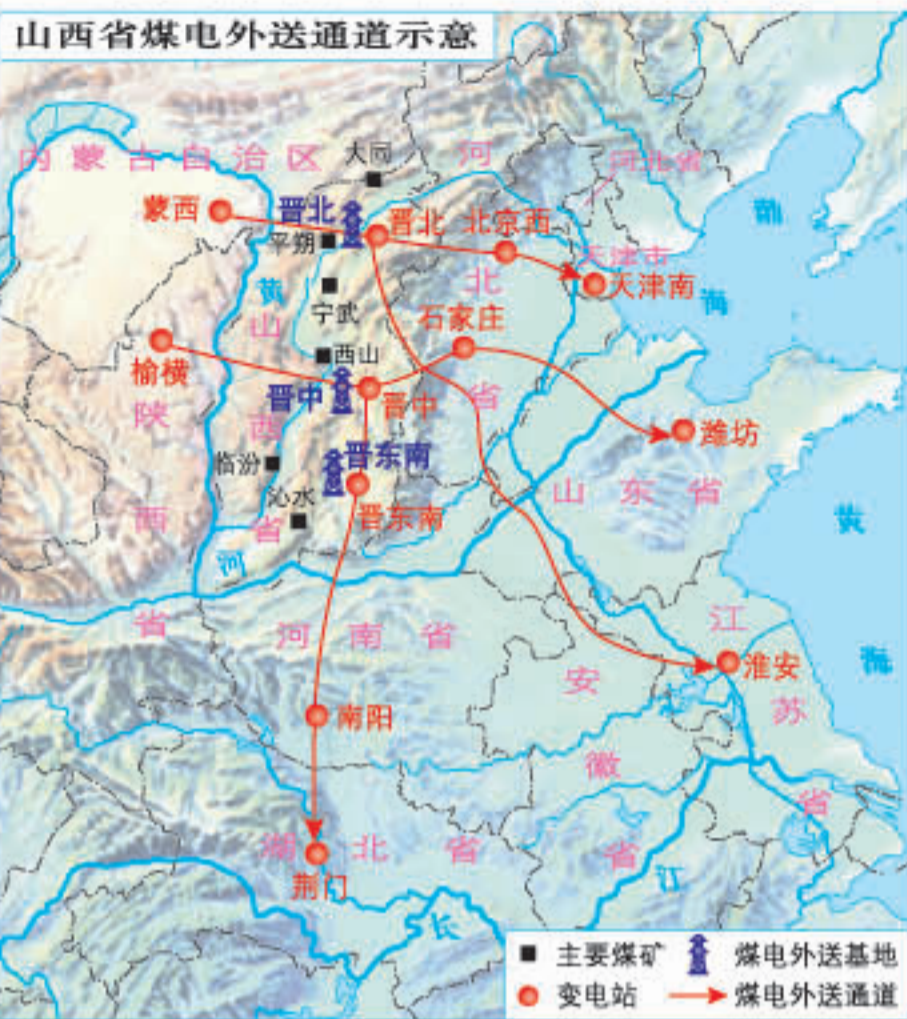 山西省煤电外送通道示意
内蒙古自治区
大同
河
河北省
渤
蒙西
晋北
晋北
北京西
平朔
天津市
北
天津南
海
黄
宁武
山
石家庄
西山
榆横
晋中
晋中
省
陕
西
潍坊
临汾
晋东南
沁水
山东省
晋东南
西
省
黄
河
省
河南省
江
淮安
海
安
苏
南阳
徽
省
湖北省
省
江
荆门
长
主要煤矿
煤电外送基地
变电站
煤电外送通道